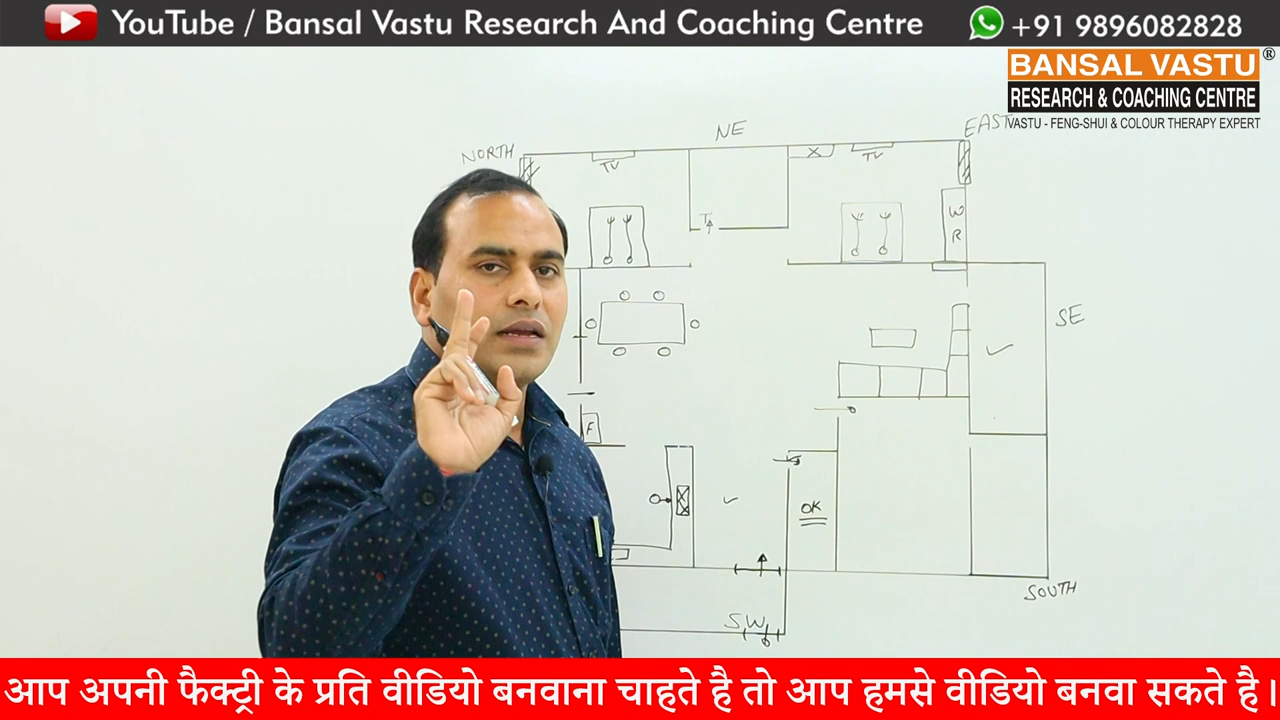 YouTube / Bansal Vastu Research And Coaching Centre
+91 9896082828
BANSAL VASTU®
RESEARCH & COACHING CENTRE
VASTU - FENG-SHUI & COLOUR THERAPY EXPERT
NORTH
NE
EAST
TV
TV
T
W
R
SE
F
OK
SW
SOUTH
आप अपनी फैक्ट्री के प्रति वीडियो बनवाना चाहते है तो आप हमसे वीडियो बनवा सकते है।